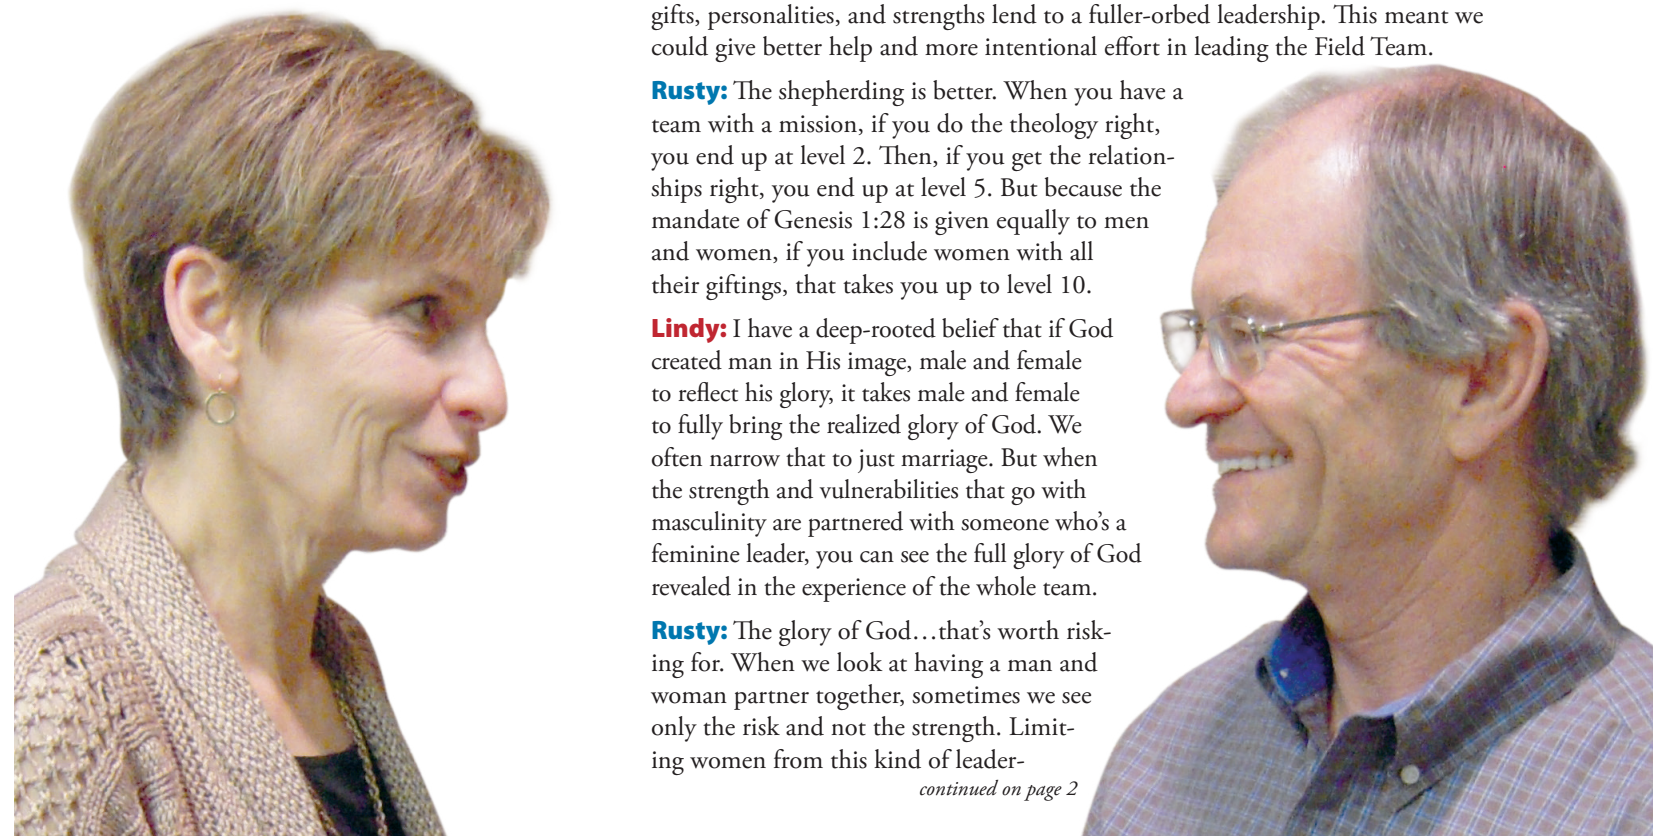 gifts, personalities, and strengths lend to a fuller-orbed leadership. This meant we
could give better help and more intentional effort in leading the Field Team.
Rusty: The shepherding is better. When you have a
team with a mission, if you do the theology right,
you end up at level 2. Then, if you get the relation-
ships right, you end up at level 5. But because the
mandate of Genesis 1:28 is given equally to men
and women, if you include women with all
their giftings, that takes you up to level 10.
Lindy: I have a deep-rooted belief that if God
created man in His image, male and female
to reflect his glory, it takes male and female
to fully bring the realized glory of God. We
often narrow that to just marriage. But when
the strength and vulnerabilities that go with
masculinity are partnered with someone who's a
feminine leader, you can see the full glory of God
revealed in the experience of the whole team.
Rusty: The glory of God…that's worth risk-
ing for. When we look at having a man and
woman partner together, sometimes we see
only the risk and not the strength. Limit-
ing women from this kind of leader-
continued on page 2